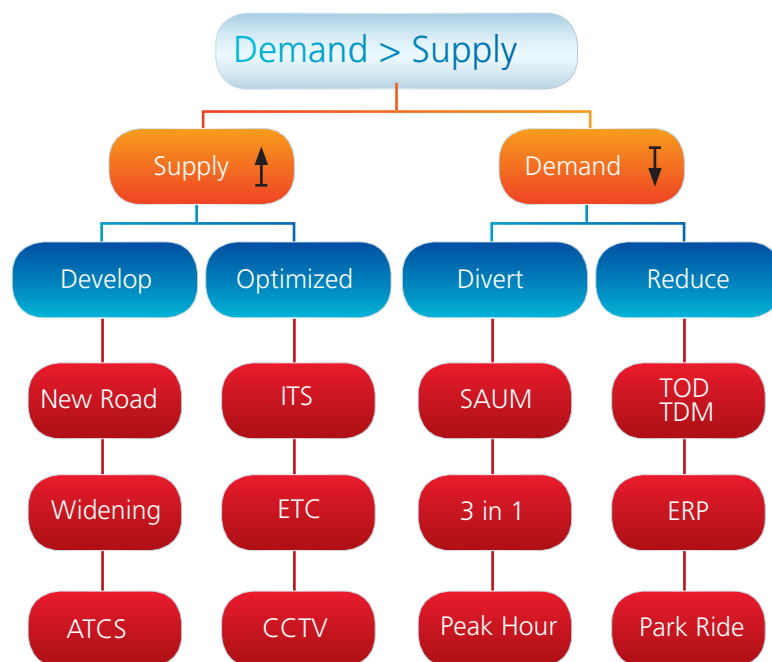 Demand > Supply
Supply
Demand
Develop
Optimized
Divert
Reduce
New Road
ITS
SAUM
TOD
TDM
Widening
ETC
3 in 1
ERP
ATCS
CCTV
Peak Hour
Park Ride